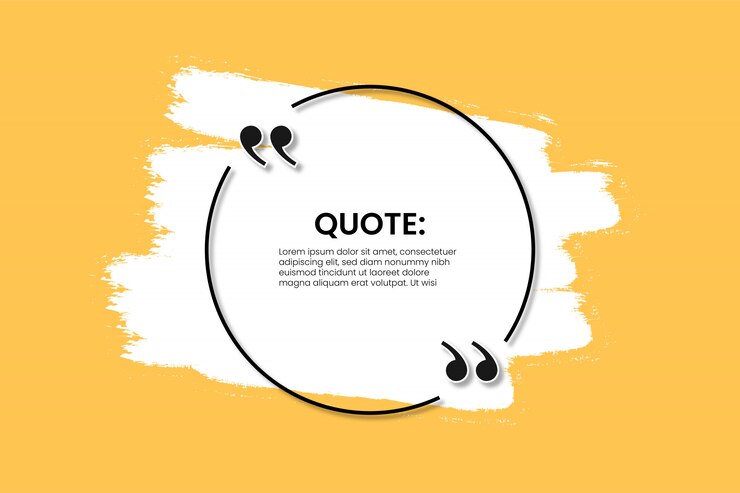 QUOTE:
Lorem ipsum dolor sit amet, consectetuer
adipiscing elit, sed diam nonummy nibh
euismod tincidunt ut laoreet dolore
magna aliquam erat volutpat. Ut wisi